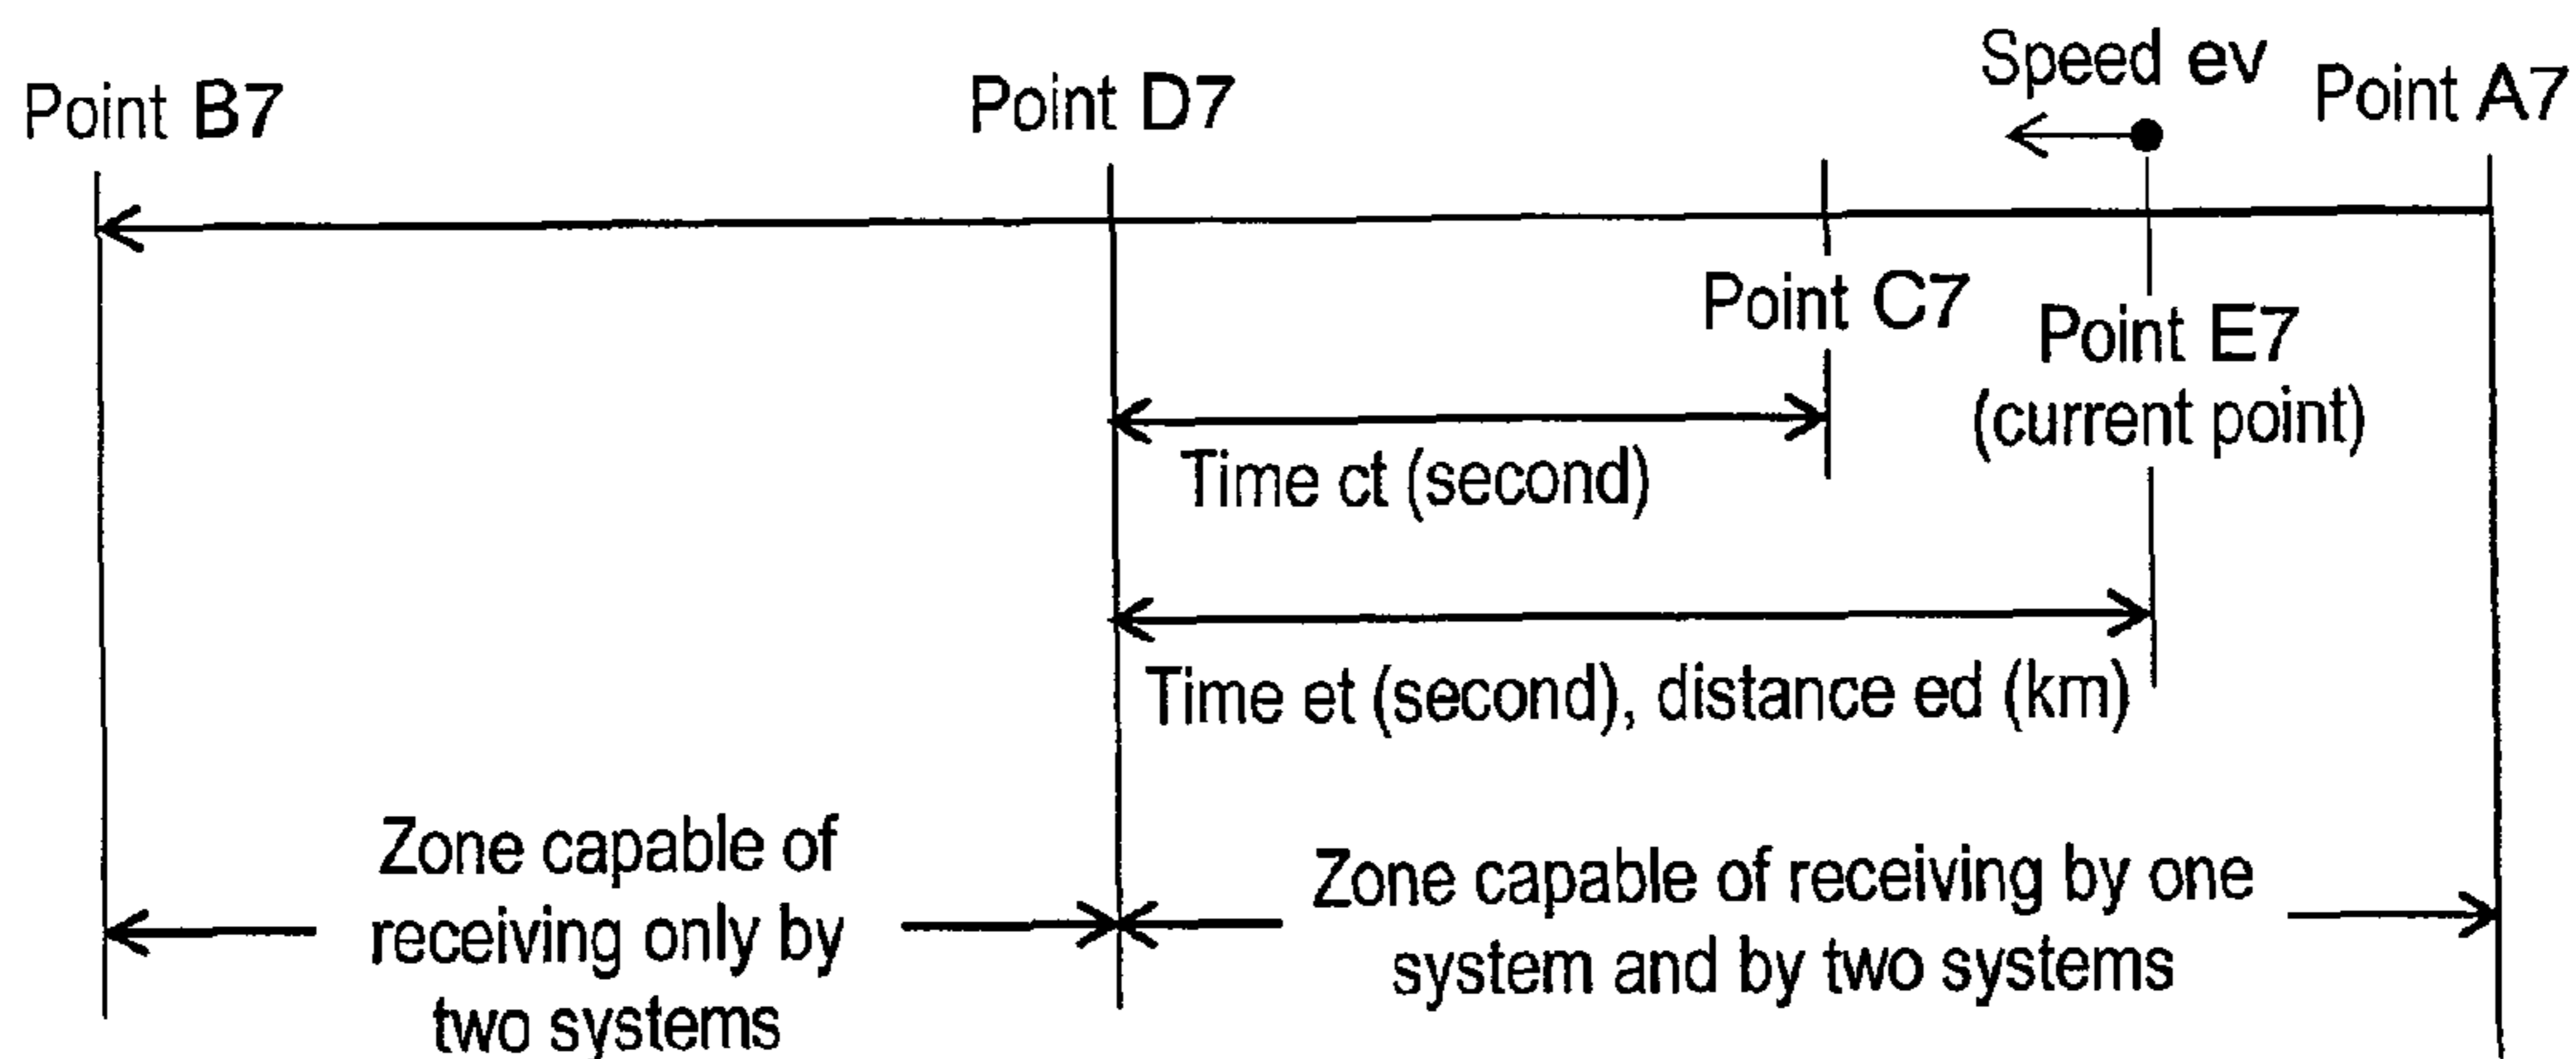 Point B7
Point D7
Speed ev
Point A7
Point C7
Point E7
(current point)
Time ct (second)
Time et (second), distance ed (km)
Zone capable of
receiving only by
two systems
Zone capable of receiving by one
system and by two systems